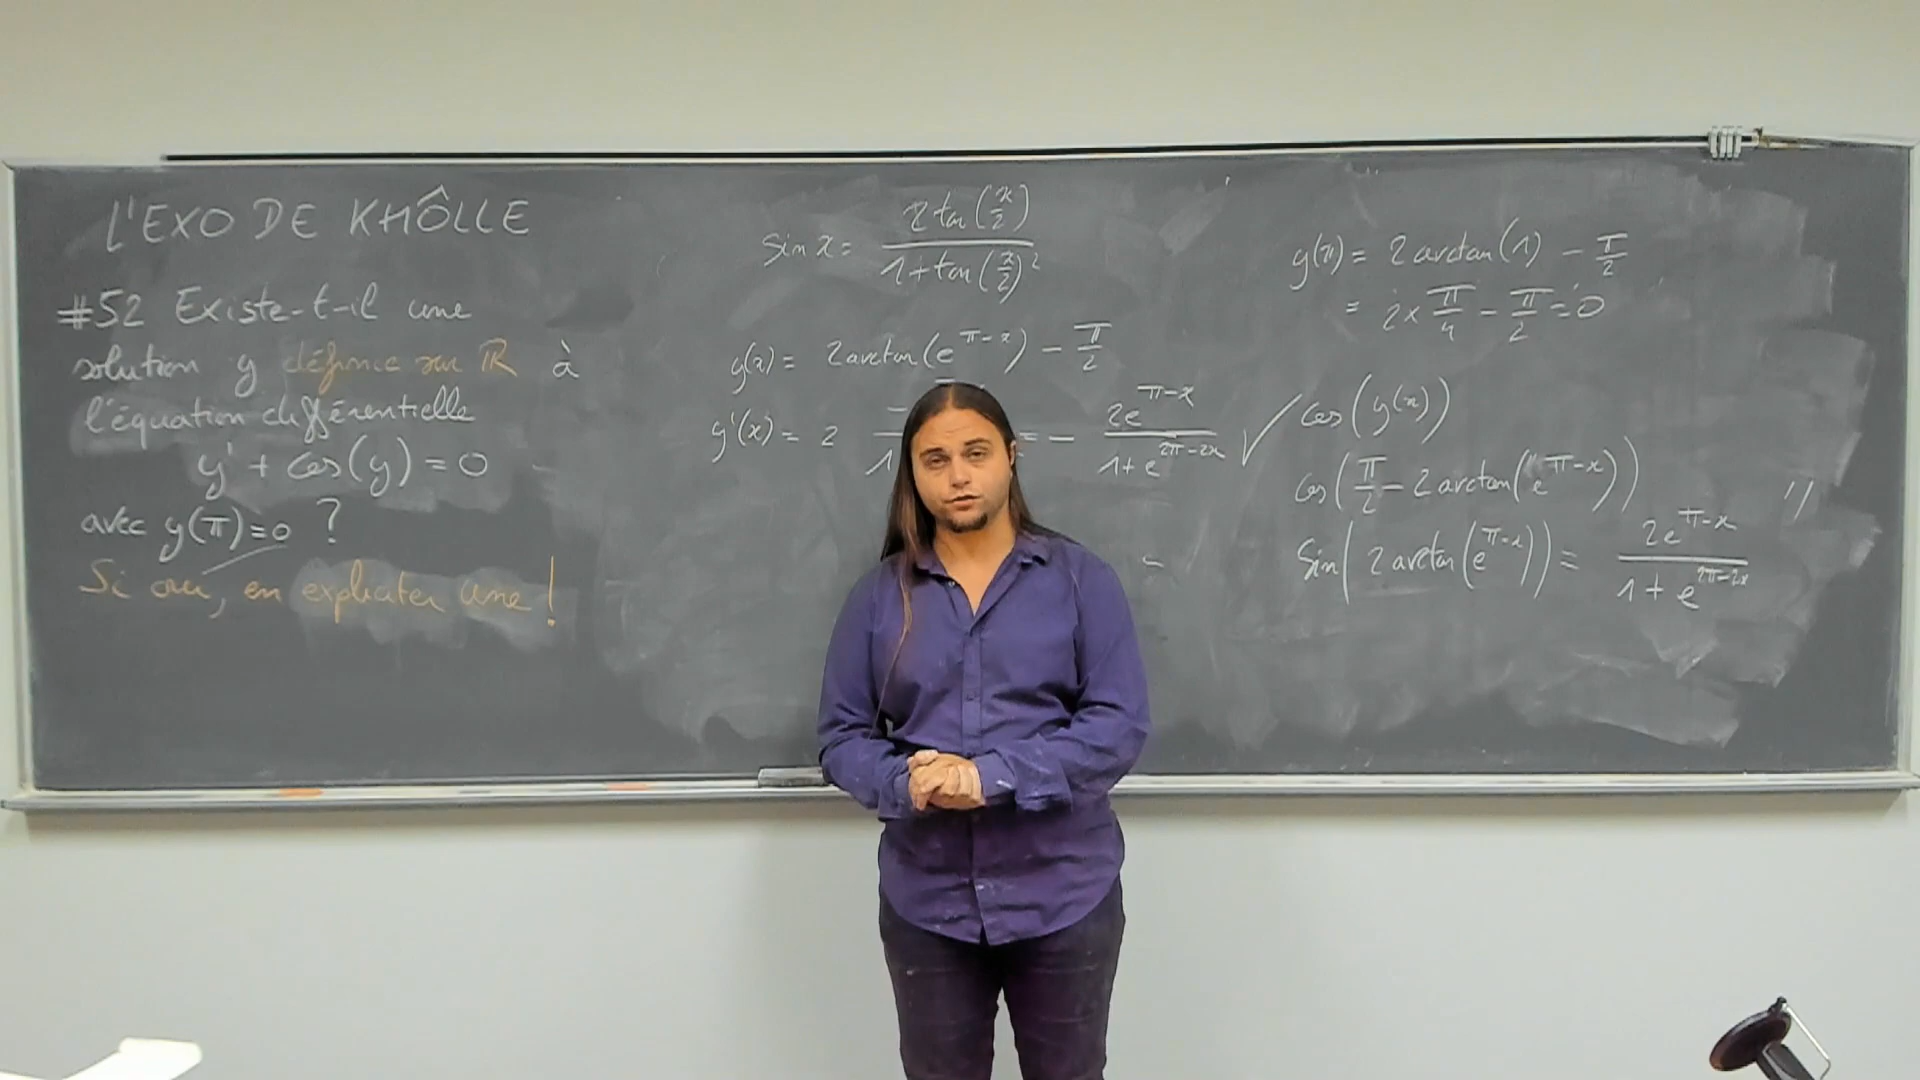 L'EXO DE KHÔLLE
#52 Existe-t-il une
solution y définie sur ℝ à
l'équation différentielle
y' + cos(y) = 0
avec y(π)=0 ?
Si oui, en expliciter une !
sin x = 2 tan(x/2) / 1+tan(x/2)²
y(x) = 2 arctan(e^(π-x)) - π/2
y'(x) = 2 = - 2e^(π-x) / 1+e^(2π-2x) ✓
y(π) = 2 arctan(1) - π/2
= 2 × π/4 - π/2 = 0
cos(y(x))
cos(π/2 - 2 arctan(e^(π-x)))
sin(2 arctan(e^(π-x))) = 2e^(π-x) / 1+e^(2π-2x)